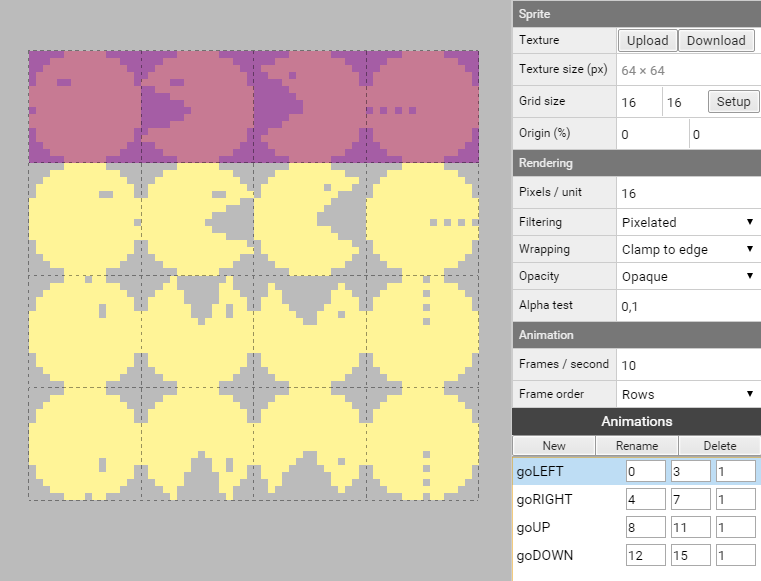 Sprite
Texture Upload Download
Texture size (px) 64 × 64
Grid size 16 16 Setup
Origin (%) 0 0
Rendering
Pixels / unit 16
Filtering Pixelated ▼
Wrapping Clamp to edge ▼
Opacity Opaque ▼
Alpha test 0,1
Animation
Frames / second 10
Frame order Rows ▼
Animations
New Rename Delete
goLEFT 0 3 1
goRIGHT 4 7 1
goUP 8 11 1
goDOWN 12 15 1